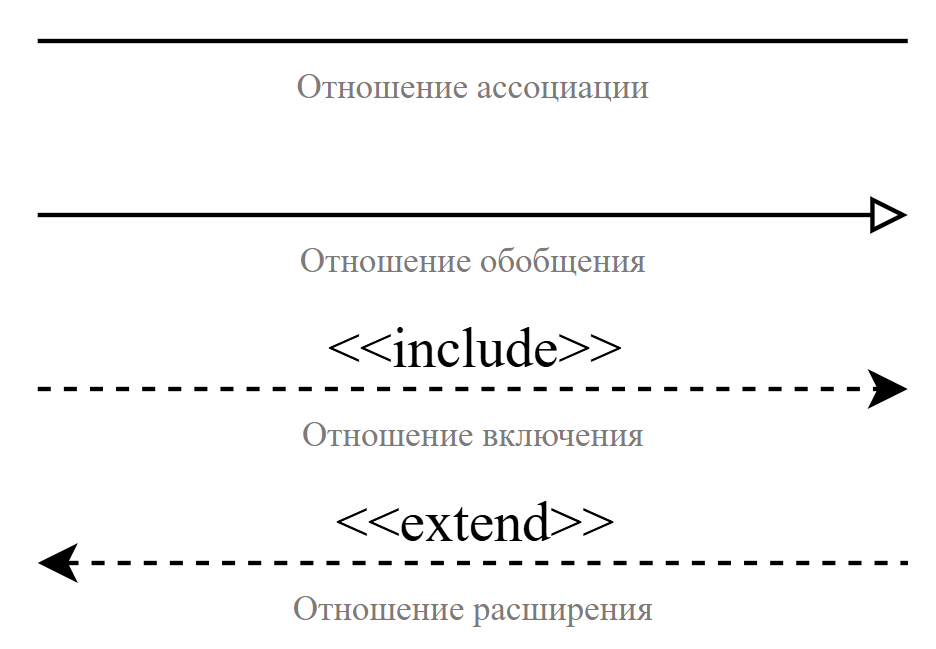 Отношение ассоциации
Отношение обобщения
<<include>>
Отношение включения
<<extend>>
Отношение расширения